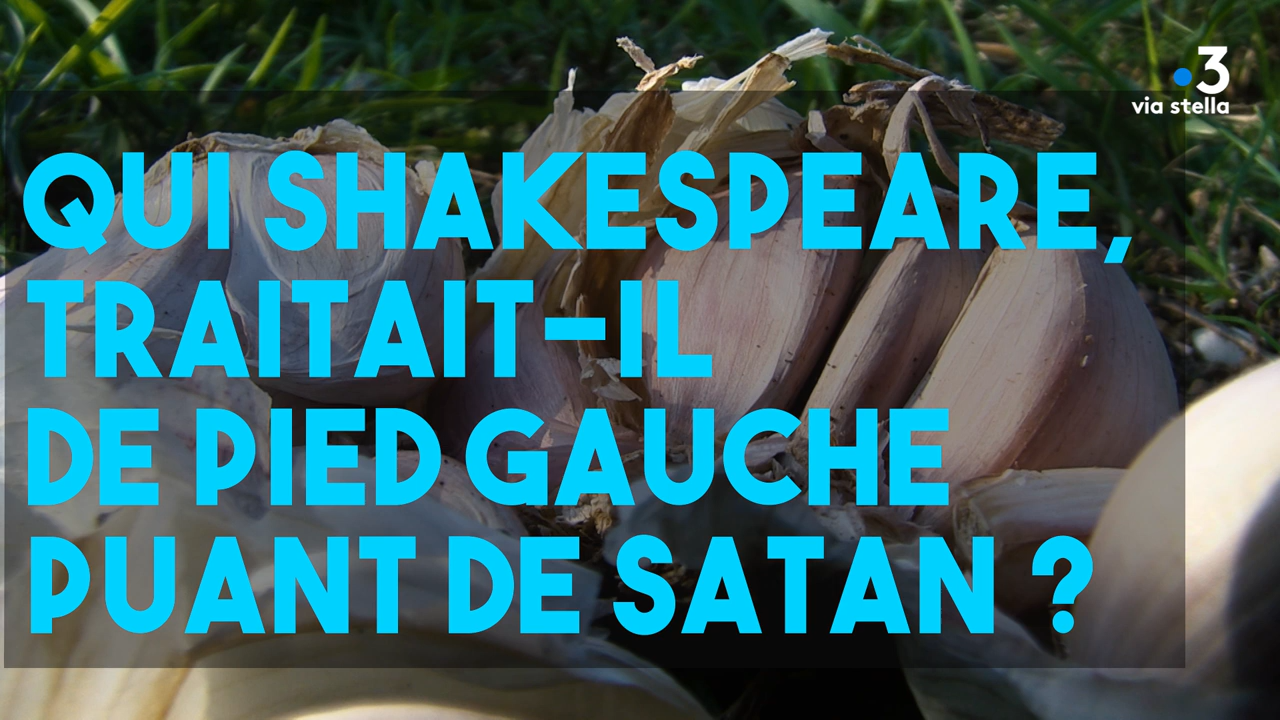 3
via stella
QUI SHAKESPEARE,
TRAITAIT-IL
DE PIED GAUCHE
PUANT DE SATAN ?